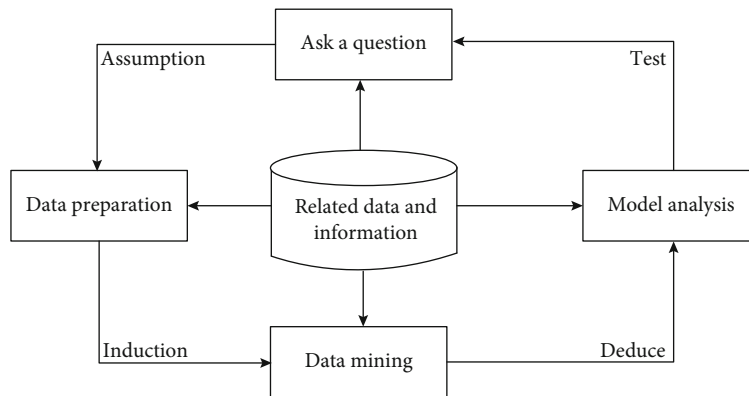 Ask a question
Assumption
Test
Data preparation
Related data and
information
Model analysis
Induction
Data mining
Deduce